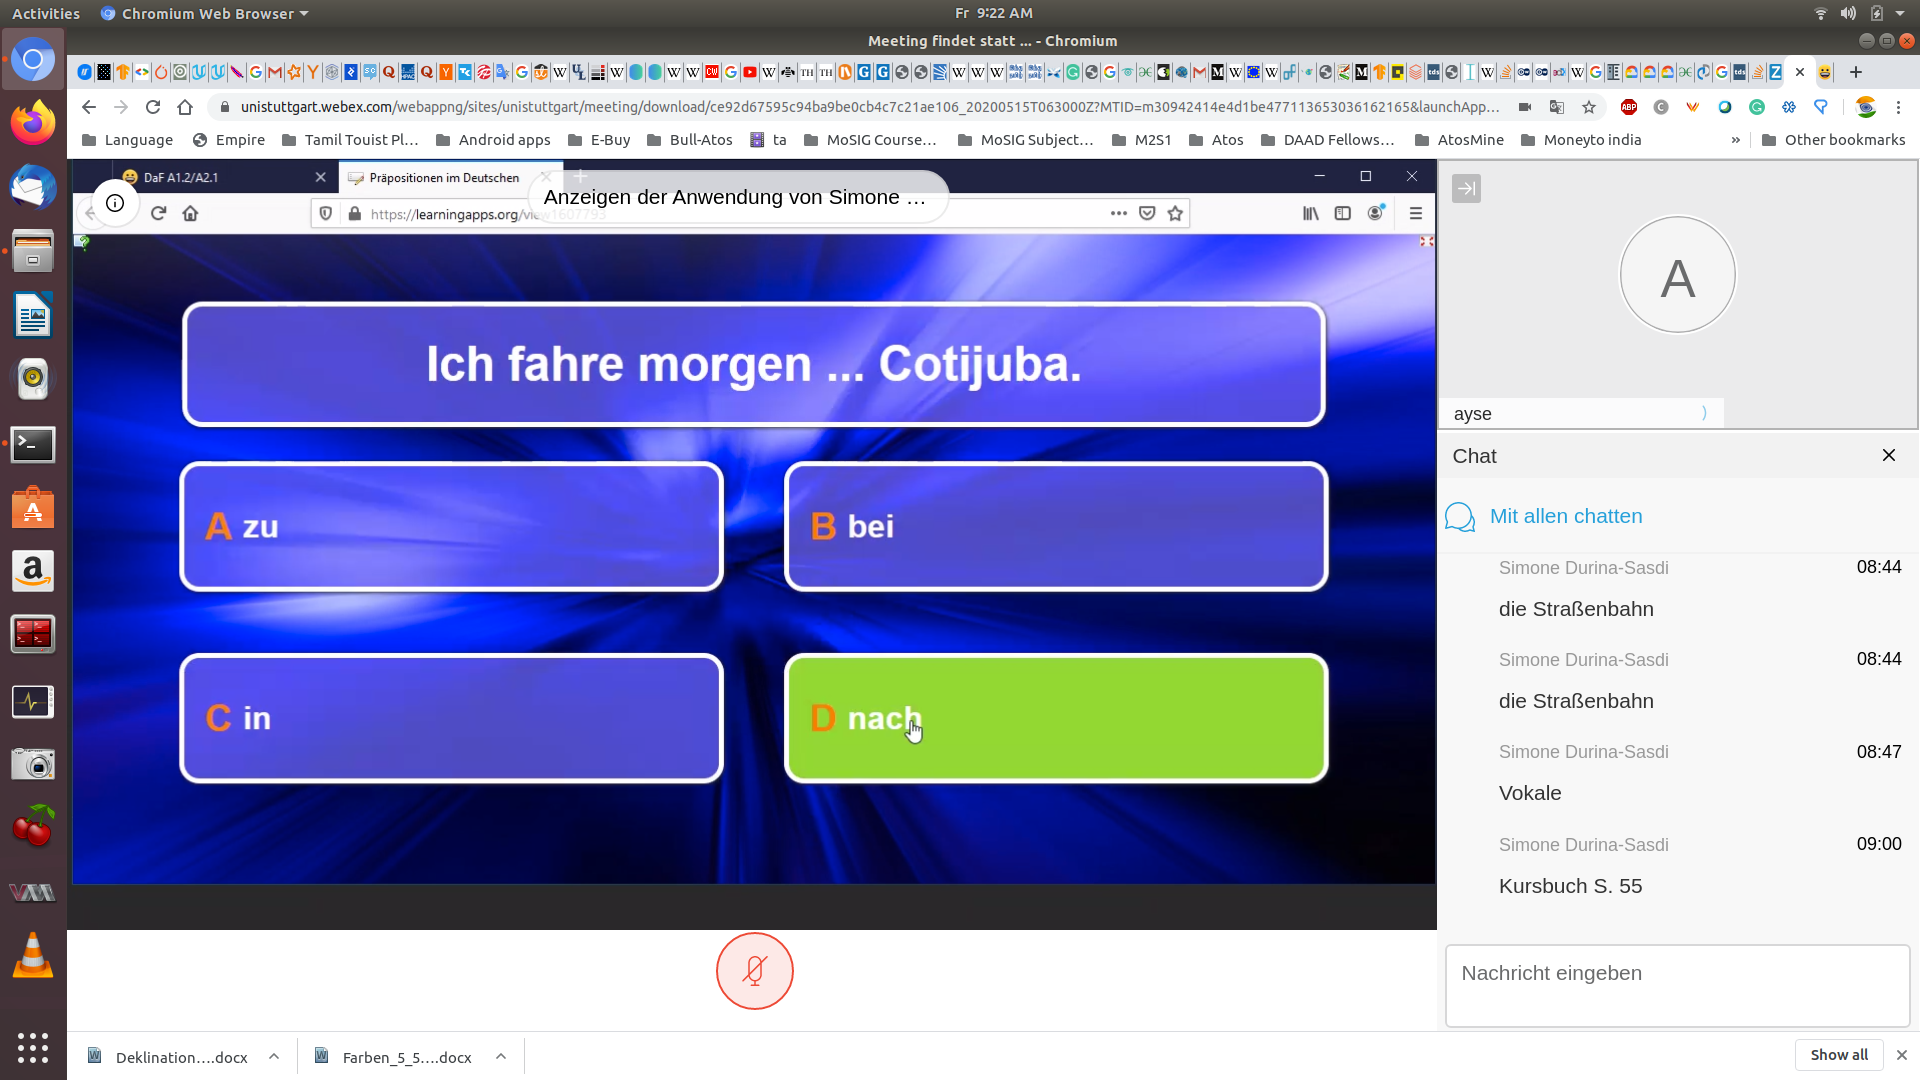 Activities
Chromium Web Browser
Fr 9:22 AM
Meeting findet statt ... - Chromium
unistuttgart.webex.com/webappng/sites/unistuttgart/meeting/download/ce92d67595c94ba9be0cb4c7c21ae106_20200515T063000Z?MTID=m30942414e4d1be477113653036162165&launchApp...
Language
Empire
Tamil Touist Pl...
Android apps
E-Buy
Bull-Atos
ta
MoSIG Course...
MoSIG Subject...
M2S1
Atos
DAAD Fellows...
AtosMine
Moneyto india
»
Other bookmarks
DaF A1.2/A2.1
Präpositionen im Deutschen
Anzeigen der Anwendung von Simone ...
https://learningapps.org/view1607793
Ich fahre morgen ... Cotijuba.
A zu
B bei
C in
D nach
A
ayse
Chat
Mit allen chatten
Simone Durina-Sasdi 08:44
die Straßenbahn
Simone Durina-Sasdi 08:44
die Straßenbahn
Simone Durina-Sasdi 08:47
Vokale
Simone Durina-Sasdi 09:00
Kursbuch S. 55
Nachricht eingeben
Deklination....docx
Farben_5_5....docx
Show all